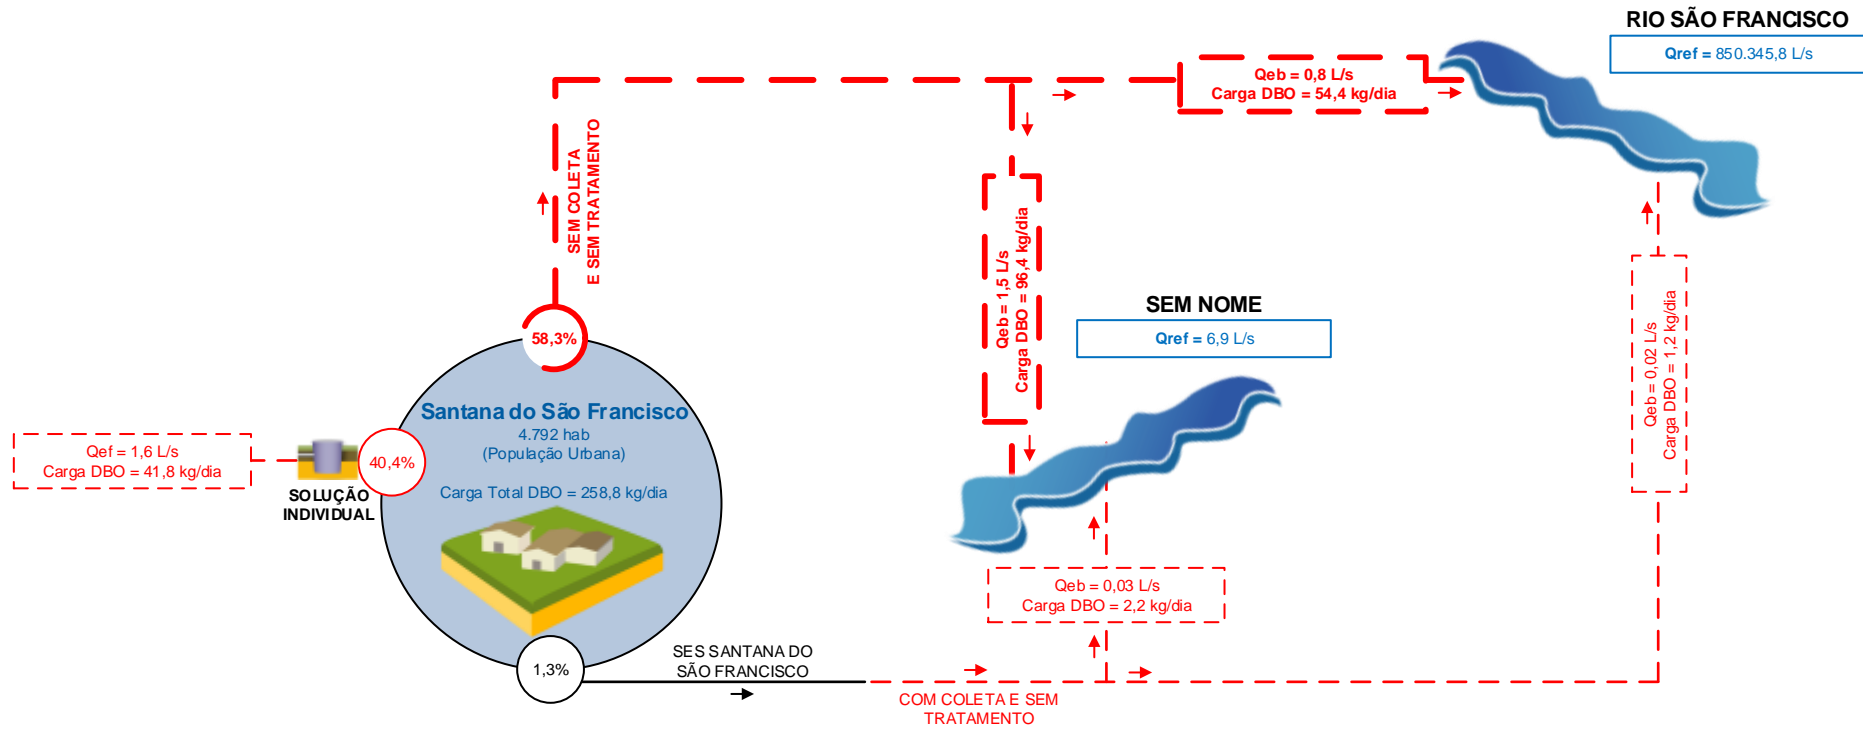 RIO SÃO FRANCISCO
Qref = 850.345,8 L/s
Qeb = 0,8 L/s
Carga DBO = 54,4 kg/dia
SEM COLETA
E SEM TRATAMENTO
Qeb = 1,5 L/s
Carga DBO = 96,4 kg/dia
SEM NOME
Qref = 6,9 L/s
Qeb = 0,02 L/s
Carga DBO = 1,2 kg/dia
58,3%
Santana do São Francisco
4.792 hab
(População Urbana)
Carga Total DBO = 258,8 kg/dia
Qef = 1,6 L/s
Carga DBO = 41,8 kg/dia
40,4%
SOLUÇÃO
INDIVIDUAL
Qeb = 0,03 L/s
Carga DBO = 2,2 kg/dia
1,3%
SES SANTANA DO
SÃO FRANCISCO
COM COLETA E SEM
TRATAMENTO